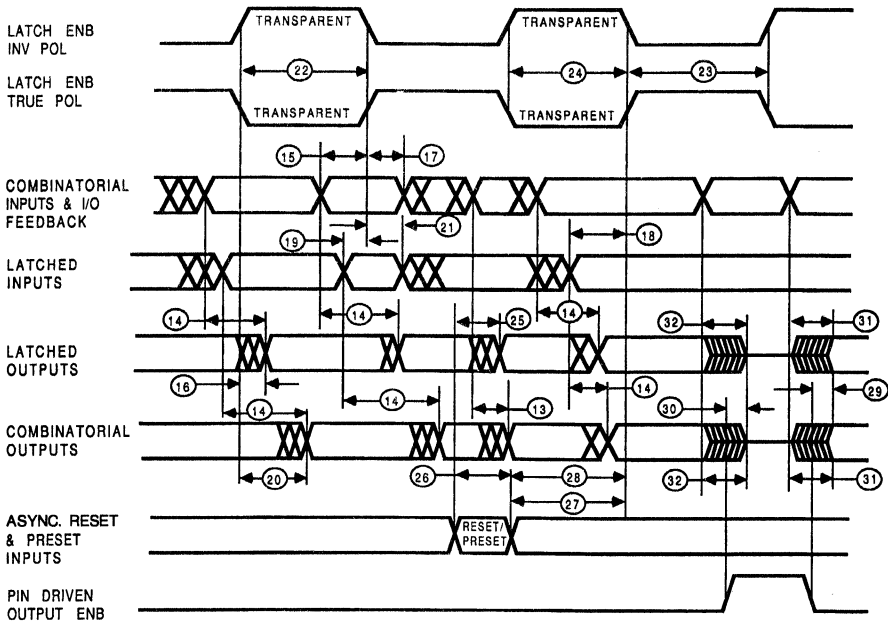 LATCH ENB
INV POL
TRANSPARENT
TRANSPARENT
22
24
23
LATCH ENB
TRUE POL
TRANSPARENT
TRANSPARENT
15
17
COMBINATORIAL
INPUTS & I/O
FEEDBACK
21
18
19
LATCHED
INPUTS
14
14
25
14
32
31
LATCHED
OUTPUTS
16
14
14
13
14
30
29
COMBINATORIAL
OUTPUTS
20
26
28
32
31
27
ASYNC. RESET
& PRESET
INPUTS
RESET/
PRESET
PIN DRIVEN
OUTPUT ENB